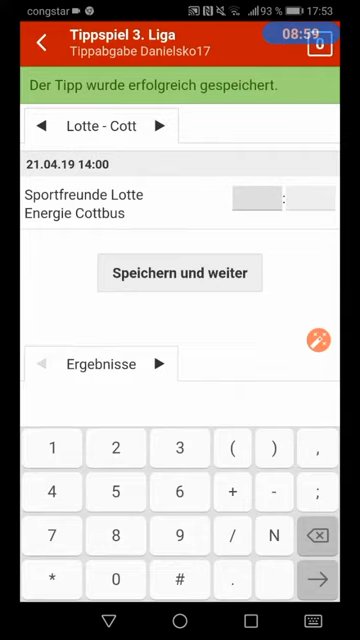 congstar 93 % 17:53
Tippspiel 3. Liga
Tippabgabe Danielsko17
08:59
0
Der Tipp wurde erfolgreich gespeichert.
Lotte - Cott
21.04.19 14:00
Sportfreunde Lotte
Energie Cottbus
:
Speichern und weiter
Ergebnisse
1 2 3 ( ) ,
4 5 6 + - ;
7 8 9 / N
* 0 # .